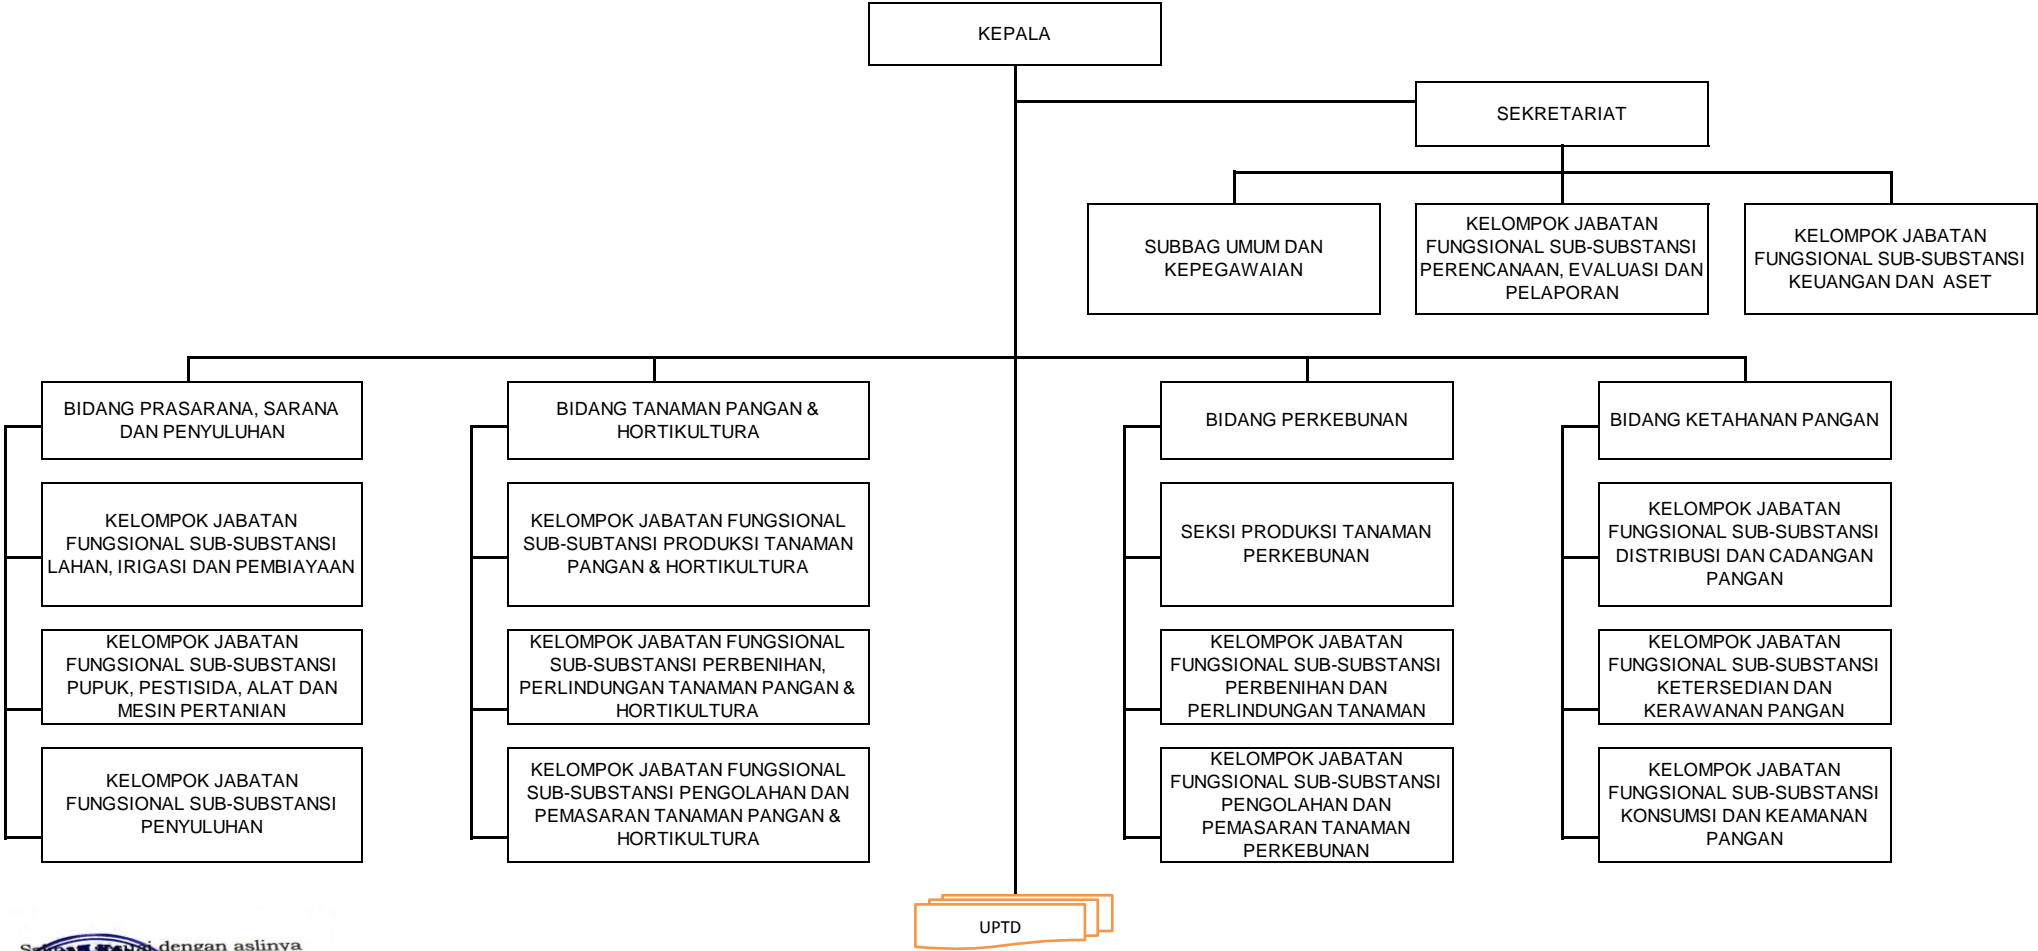 KEPALA
SEKRETARIAT
SUBBAG UMUM DAN
KEPEGAWAIAN
KELOMPOK JABATAN
FUNGSIONAL SUB-SUBSTANSI
PERENCANAAN, EVALUASI DAN
PELAPORAN
KELOMPOK JABATAN
FUNGSIONAL SUB-SUBSTANSI
KEUANGAN DAN  ASET
BIDANG PRASARANA, SARANA
DAN PENYULUHAN
KELOMPOK JABATAN
FUNGSIONAL SUB-SUBSTANSI
LAHAN, IRIGASI DAN PEMBIAYAAN
KELOMPOK JABATAN
FUNGSIONAL SUB-SUBSTANSI
PUPUK, PESTISIDA, ALAT DAN
MESIN PERTANIAN
KELOMPOK JABATAN
FUNGSIONAL SUB-SUBSTANSI
PENYULUHAN
BIDANG TANAMAN PANGAN &
HORTIKULTURA
KELOMPOK JABATAN FUNGSIONAL
SUB-SUBTANSI PRODUKSI TANAMAN
PANGAN & HORTIKULTURA
KELOMPOK JABATAN FUNGSIONAL
SUB-SUBSTANSI PERBENIHAN,
PERLINDUNGAN TANAMAN PANGAN &
HORTIKULTURA
KELOMPOK JABATAN FUNGSIONAL
SUB-SUBSTANSI PENGOLAHAN DAN
PEMASARAN TANAMAN PANGAN &
HORTIKULTURA
BIDANG PERKEBUNAN
SEKSI PRODUKSI TANAMAN
PERKEBUNAN
KELOMPOK JABATAN
FUNGSIONAL SUB-SUBSTANSI
PERBENIHAN DAN
PERLINDUNGAN TANAMAN
KELOMPOK JABATAN
FUNGSIONAL SUB-SUBSTANSI
PENGOLAHAN DAN
PEMASARAN TANAMAN
PERKEBUNAN
BIDANG KETAHANAN PANGAN
KELOMPOK JABATAN
FUNGSIONAL SUB-SUBSTANSI
DISTRIBUSI DAN CADANGAN
PANGAN
KELOMPOK JABATAN
FUNGSIONAL SUB-SUBSTANSI
KETERSEDIAN DAN
KERAWANAN PANGAN
KELOMPOK JABATAN
FUNGSIONAL SUB-SUBSTANSI
KONSUMSI DAN KEAMANAN
PANGAN
UPTD
dengan aslinya